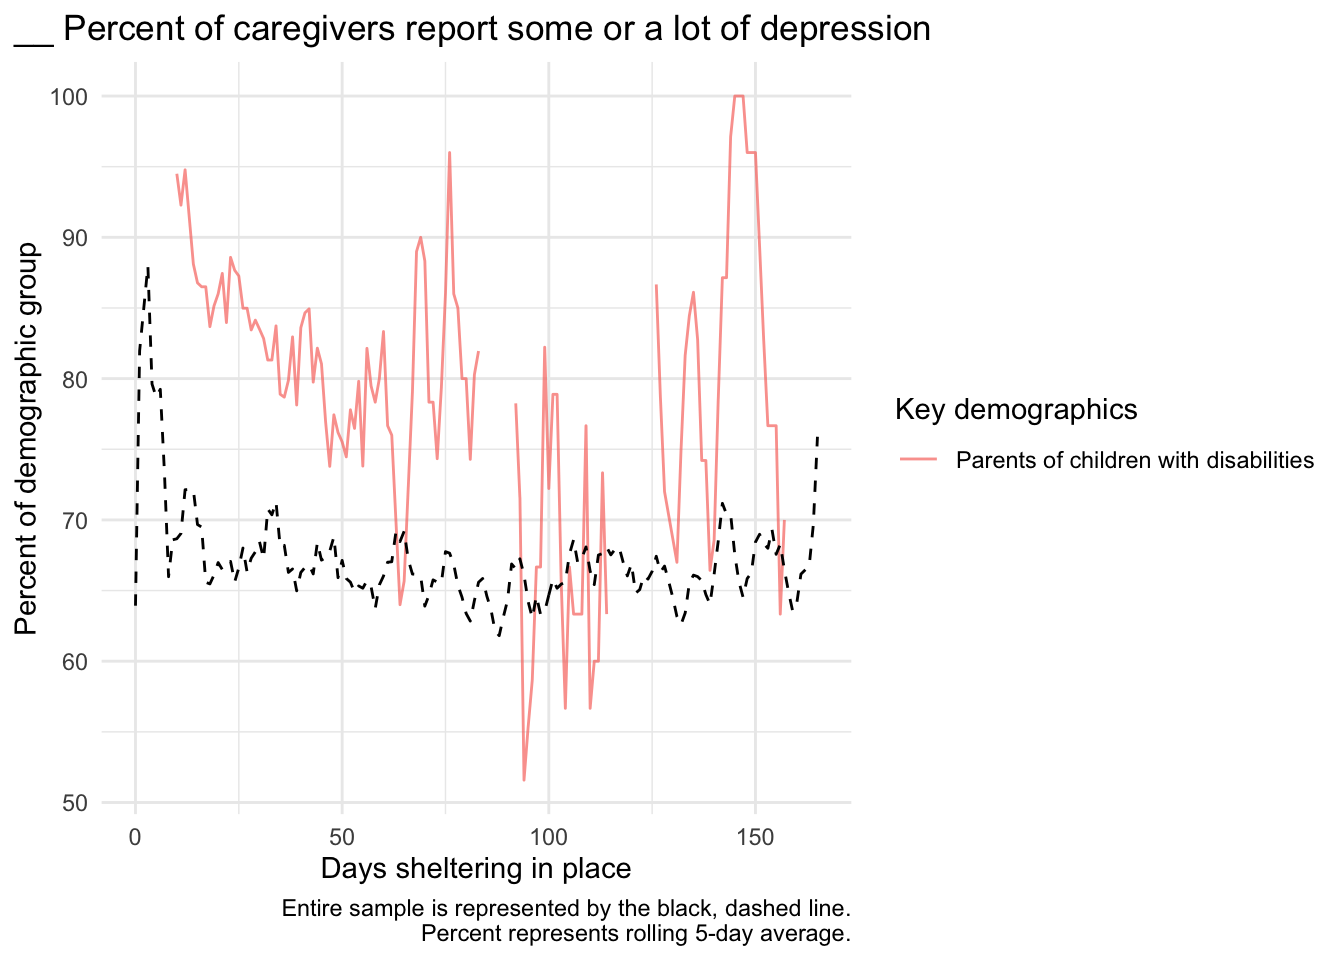 __ Percent of caregivers report some or a lot of depression
Percent of demographic group
100
90
80
70
60
50
0
50
100
150
Days sheltering in place
Key demographics
Parents of children with disabilities
Entire sample is represented by the black, dashed line.
Percent represents rolling 5-day average.